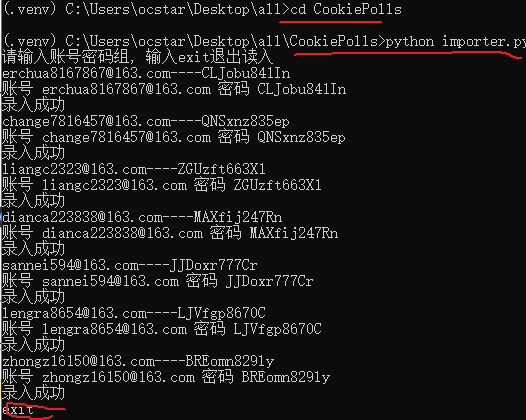 (.venv) C:\Users\ocstar\Desktop\all>cd CookiePolls
(.venv) C:\Users\ocstar\Desktop\all\CookiePolls>python importer.py
请输入账号密码组, 输入exit退出读入
erchua8167867@163.com----CLJobu841In
账号 erchua8167867@163.com 密码 CLJobu841In
录入成功
change7816457@163.com----QNSxnz835ep
账号 change7816457@163.com 密码 QNSxnz835ep
录入成功
liangc2323@163.com----ZGUzft663X1
账号 liangc2323@163.com 密码 ZGUzft663X1
录入成功
dianca223838@163.com----MAXfij247Rn
账号 dianca223838@163.com 密码 MAXfij247Rn
录入成功
sannei594@163.com----JJDoxr777Cr
账号 sannei594@163.com 密码 JJDoxr777Cr
录入成功
lengra8654@163.com----LJVfgp8670C
账号 lengra8654@163.com 密码 LJVfgp8670C
录入成功
zhongz16150@163.com----BREomn8291y
账号 zhongz16150@163.com 密码 BREomn8291y
录入成功
exit